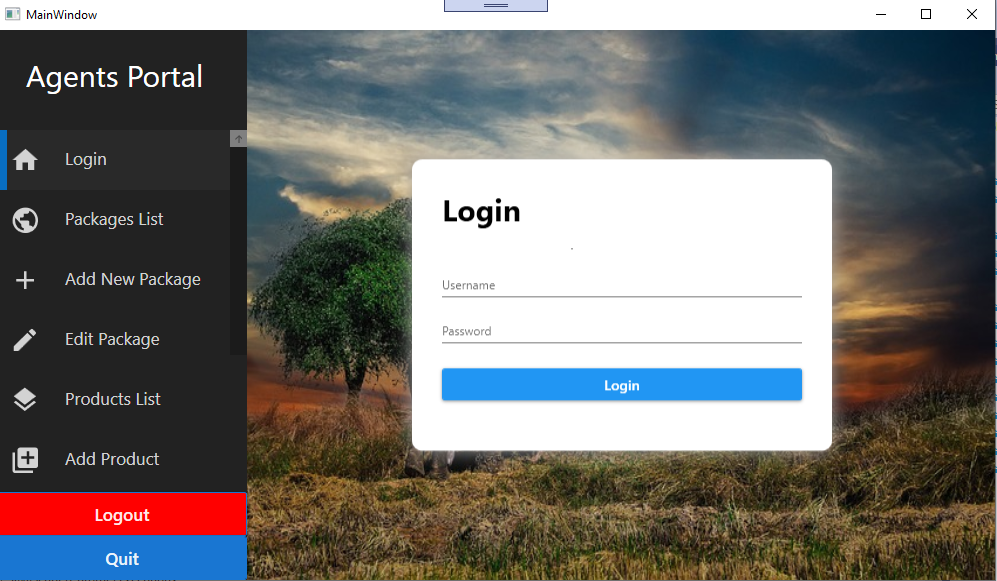 MainWindow
Agents Portal
Login
Packages List
Add New Package
Edit Package
Products List
Add Product
Logout
Quit
Login
Username
Password
Login